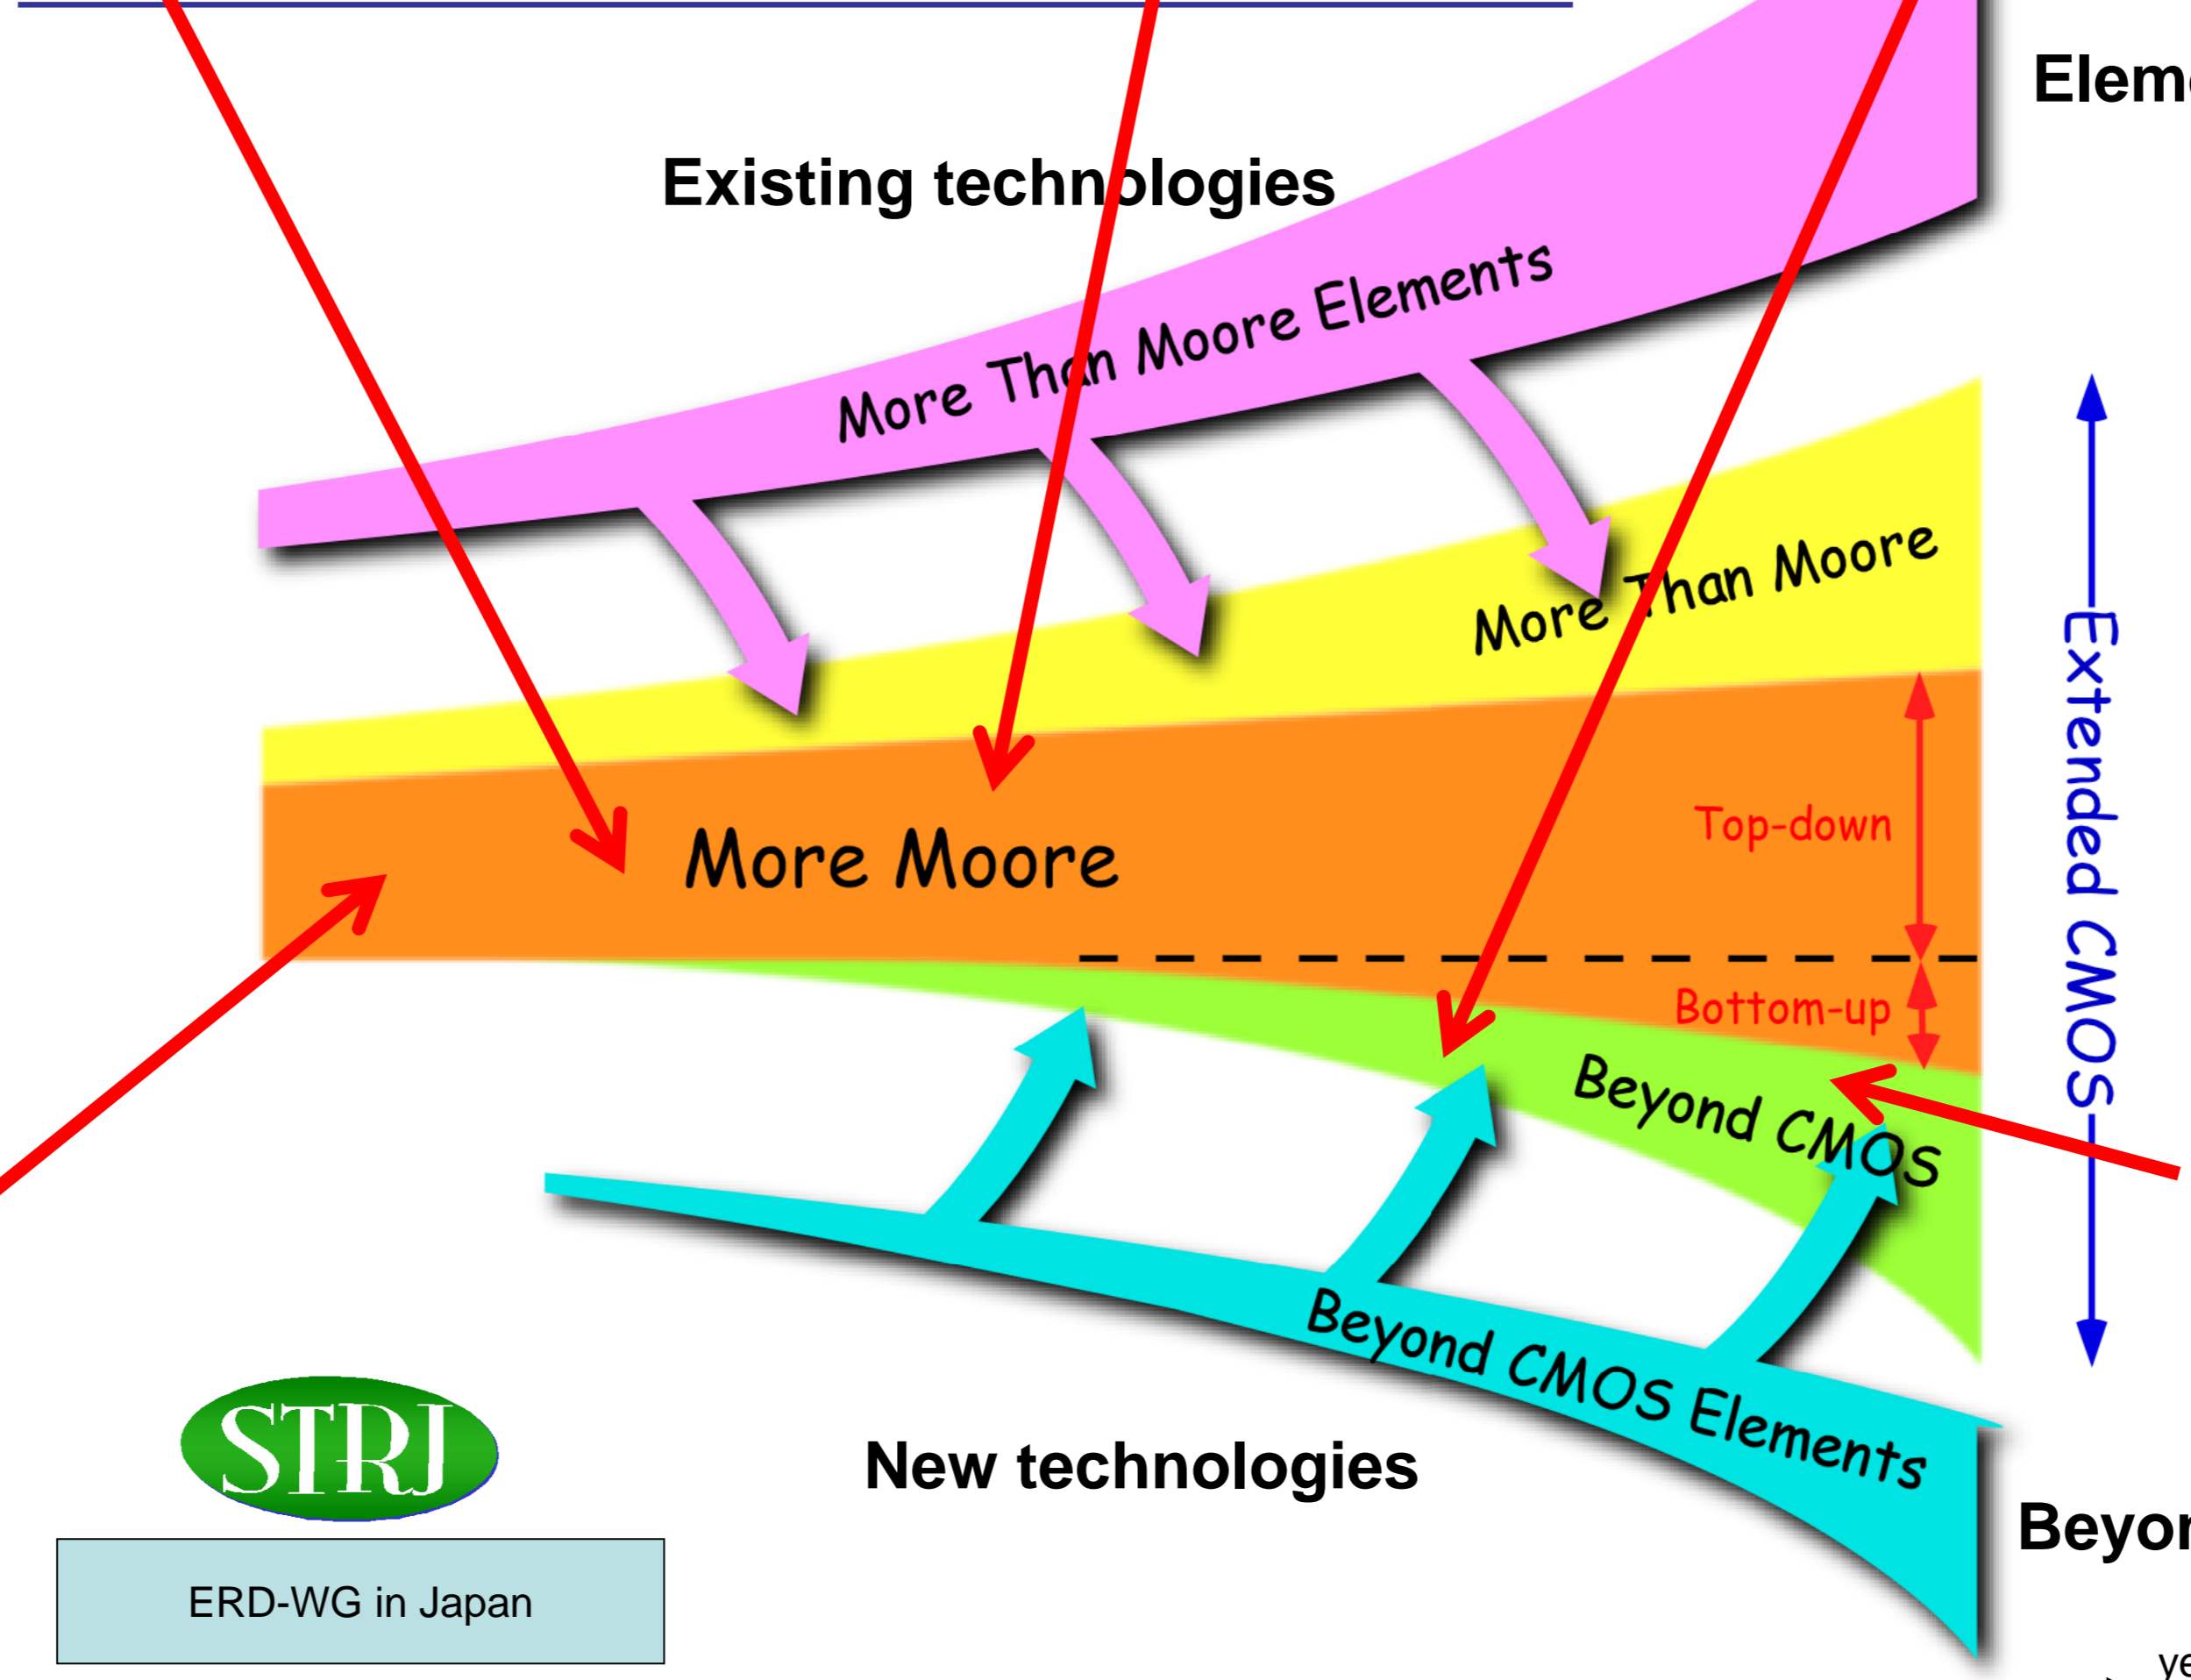 Existing technologies
More Than Moore Elements
More Than Moore
Extended CMOS
Top-down
More Moore
Bottom-up
Beyond CMOS
Beyond CMOS Elements
STRJ
New technologies
ERD-WG in Japan